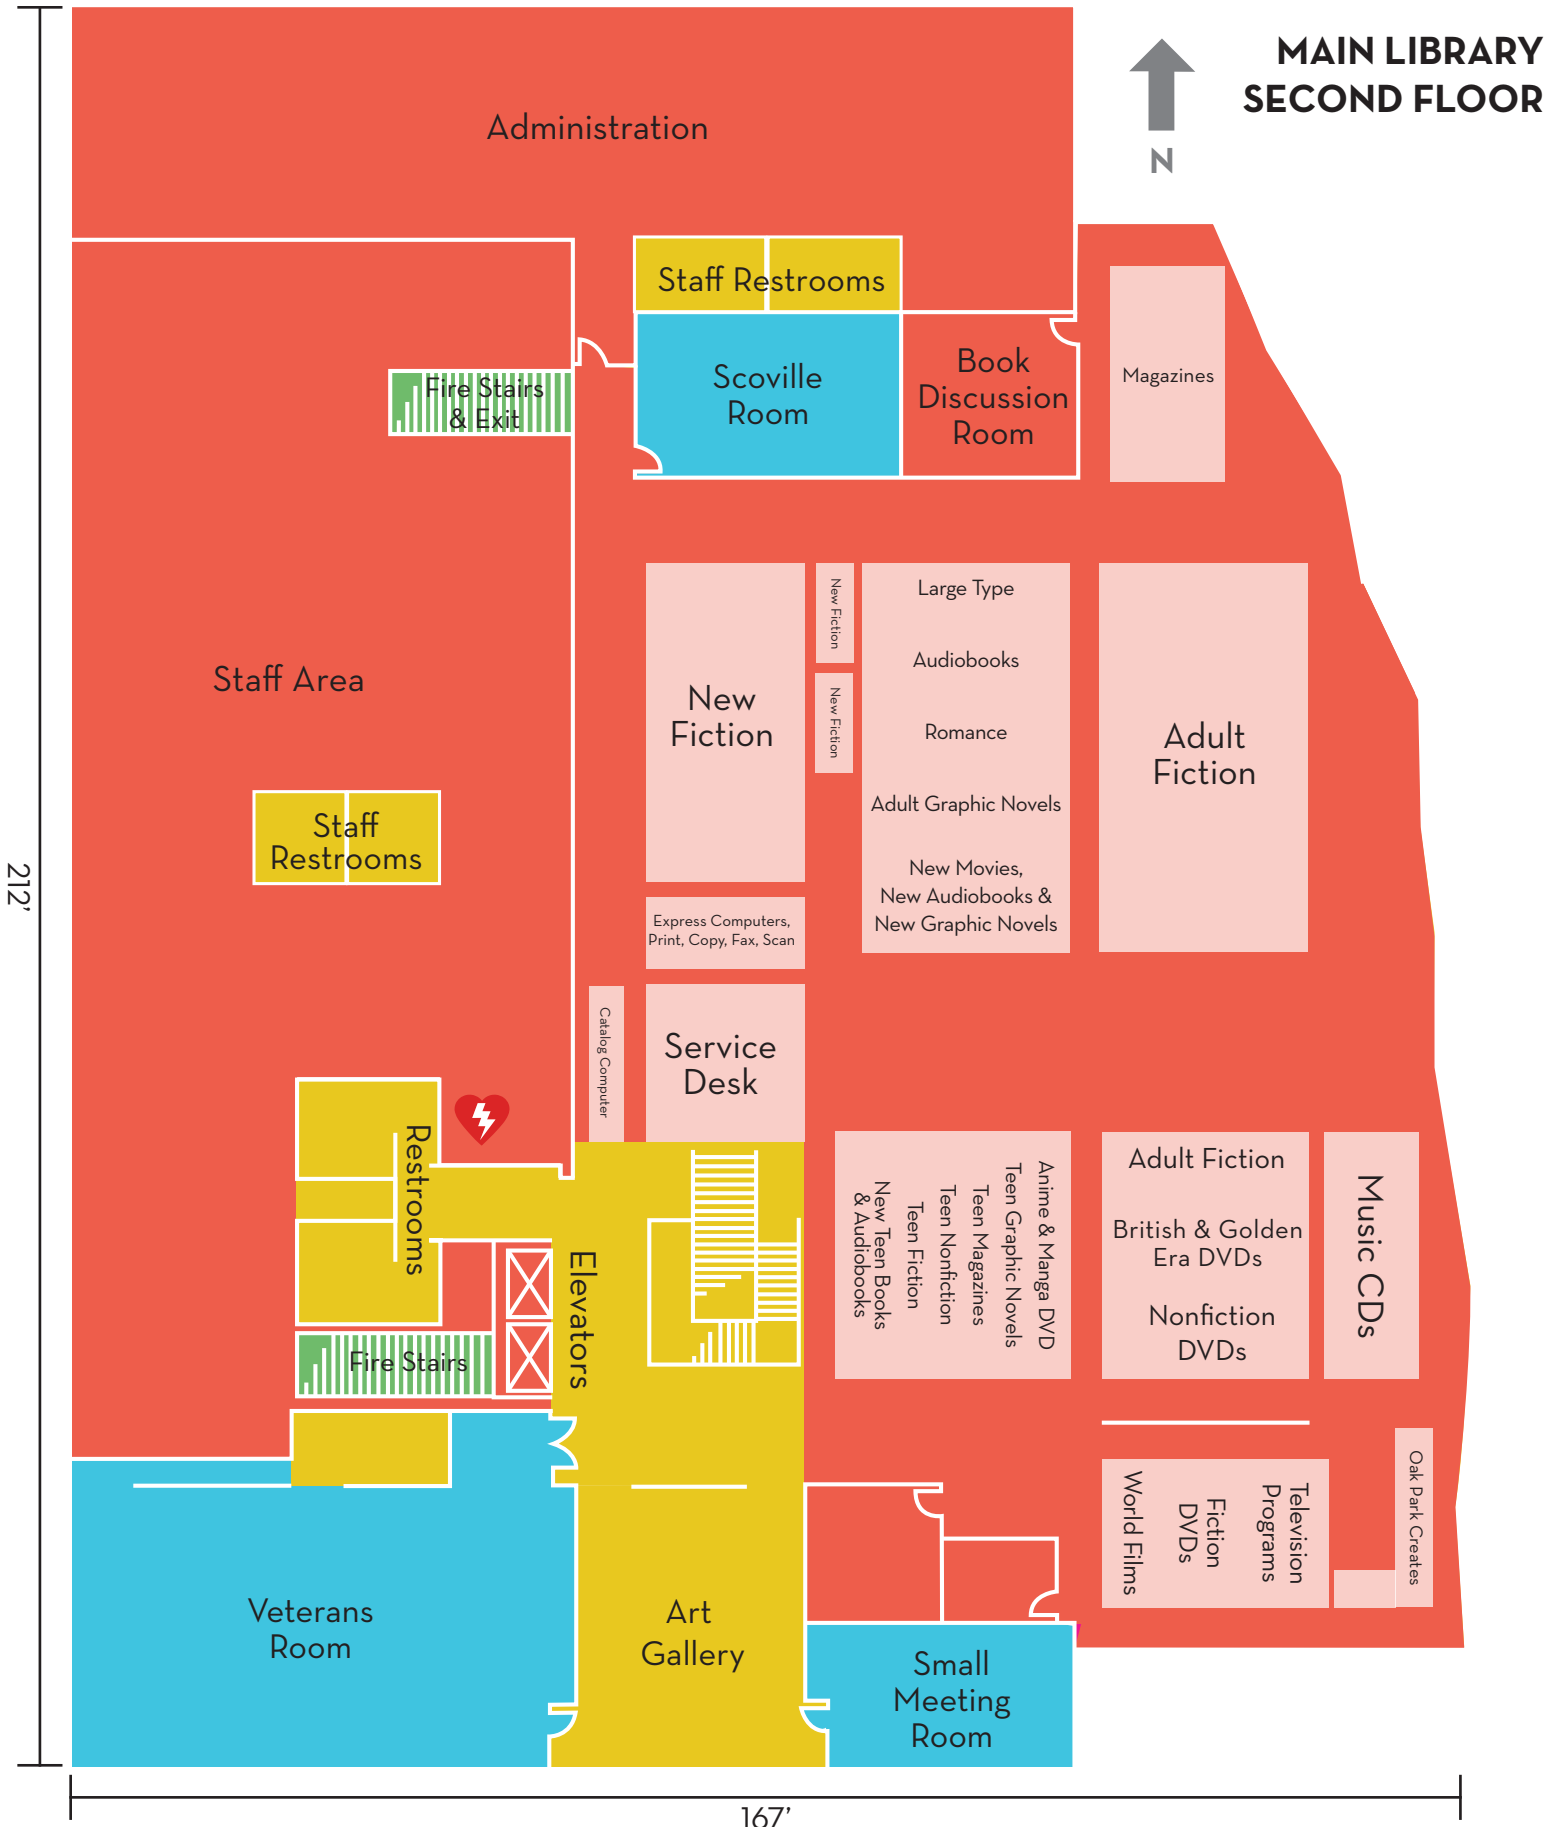 MAIN LIBRARY
SECOND FLOOR
N
Administration
Staff Restrooms
Scoville
Room
Book
Discussion
Room
Magazines
Fire Stairs
& Exit
Staff Area
New
Fiction
New Fiction
New Fiction
Large Type
Audiobooks
Romance
Adult Graphic Novels
New Movies,
New Audiobooks &
New Graphic Novels
Adult
Fiction
Staff
Restrooms
212'
Express Computers,
Print, Copy, Fax, Scan
Catalog Computer
Service
Desk
Restrooms
Elevators
Fire Stairs
Anime & Manga DVD
Teen Graphic Novels
Teen Magazines
Teen Nonfiction
Teen Fiction
New Teen Books
& Audiobooks
Adult Fiction
British & Golden
Era DVDs
Nonfiction
DVDs
Music CDs
Television
Programs
Fiction
DVDs
World Films
Oak Park Creates
Veterans
Room
Art
Gallery
Small
Meeting
Room
167'